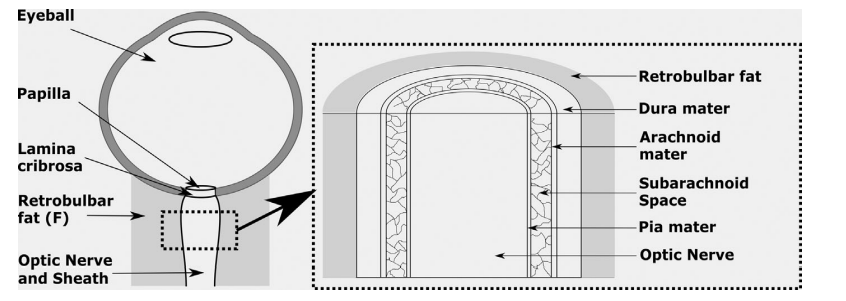 Eyeball
Papilla
Lamina
cribrosa
Retrobulbar
fat (F)
Optic Nerve
and Sheath
Retrobulbar fat
Dura mater
Arachnoid
mater
Subarachnoid
Space
Pia mater
Optic Nerve